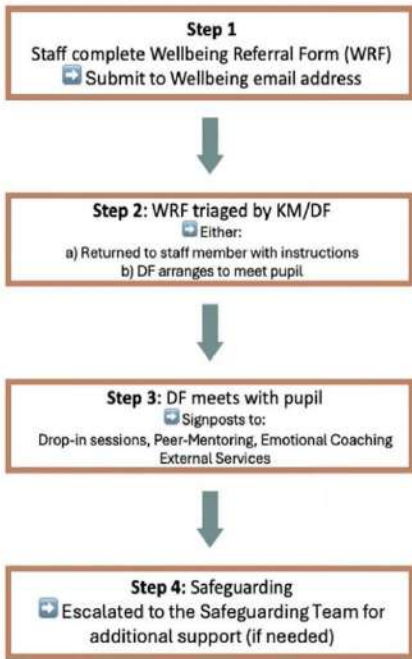 Step 1
Staff complete Wellbeing Referral Form (WRF)
➡️ Submit to Wellbeing email address
Step 2: WRF triaged by KM/DF
➡️ Either:
a) Returned to staff member with instructions
b) DF arranges to meet pupil
Step 3: DF meets with pupil
➡️ Signposts to:
Drop-in sessions, Peer-Mentoring, Emotional Coaching
External Services
Step 4: Safeguarding
➡️ Escalated to the Safeguarding Team for
additional support (if needed)